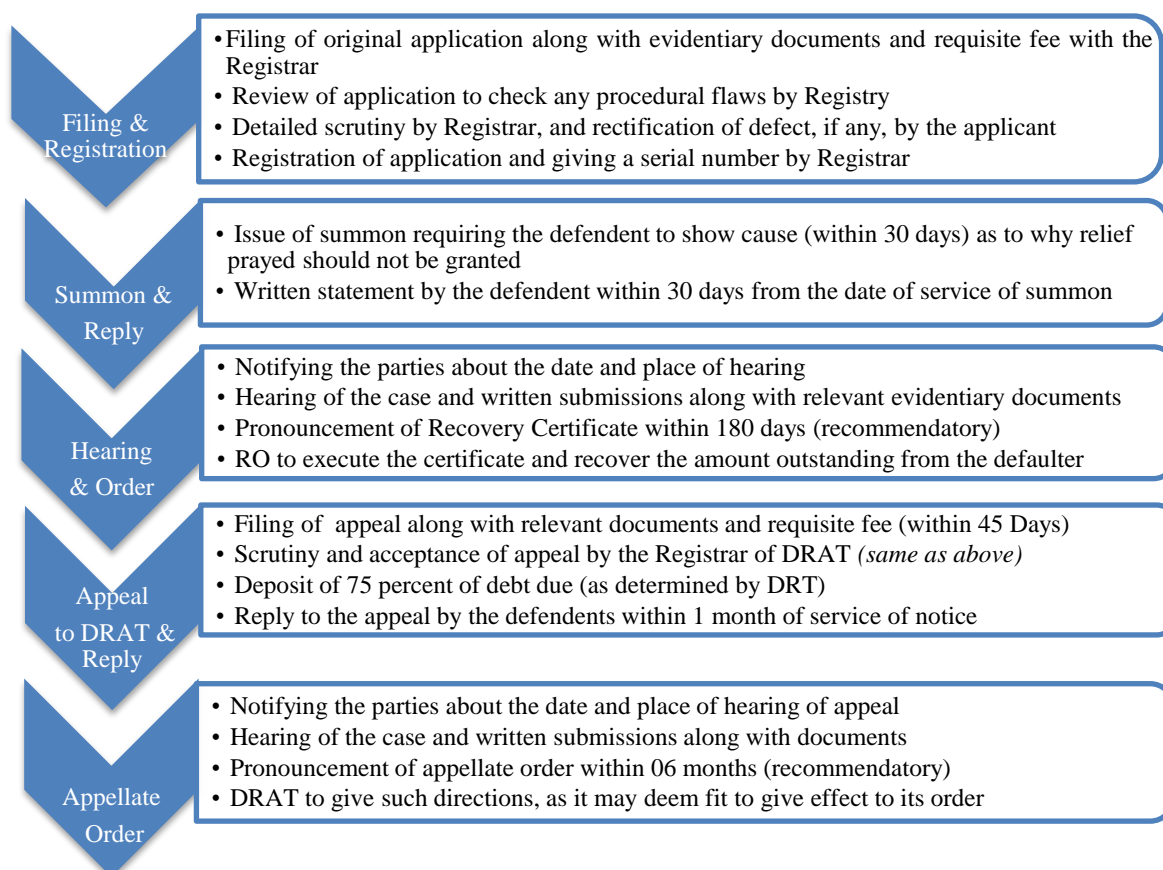 Filing &
Registration
•Filing of original application along with evidentiary documents and requisite fee with the
Registrar
• Review of application to check any procedural flaws by Registry
• Detailed scrutiny by Registrar, and rectification of defect, if any, by the applicant
• Registration of application and giving a serial number by Registrar
Summon &
Reply
• Issue of summon requiring the defendent to show cause (within 30 days) as to why relief
prayed should not be granted
• Written statement by the defendent within 30 days from the date of service of summon
Hearing
& Order
• Notifying the parties about the date and place of hearing
• Hearing of the case and written submissions along with relevant evidentiary documents
• Pronouncement of Recovery Certificate within 180 days (recommendatory)
• RO to execute the certificate and recover the amount outstanding from the defaulter
Appeal
to DRAT &
Reply
• Filing of appeal along with relevant documents and requisite fee (within 45 Days)
• Scrutiny and acceptance of appeal by the Registrar of DRAT (same as above)
• Deposit of 75 percent of debt due (as determined by DRT)
• Reply to the appeal by the defendents within 1 month of service of notice
Appellate
Order
• Notifying the parties about the date and place of hearing of appeal
• Hearing of the case and written submissions along with documents
• Pronouncement of appellate order within 06 months (recommendatory)
• DRAT to give such directions, as it may deem fit to give effect to its order